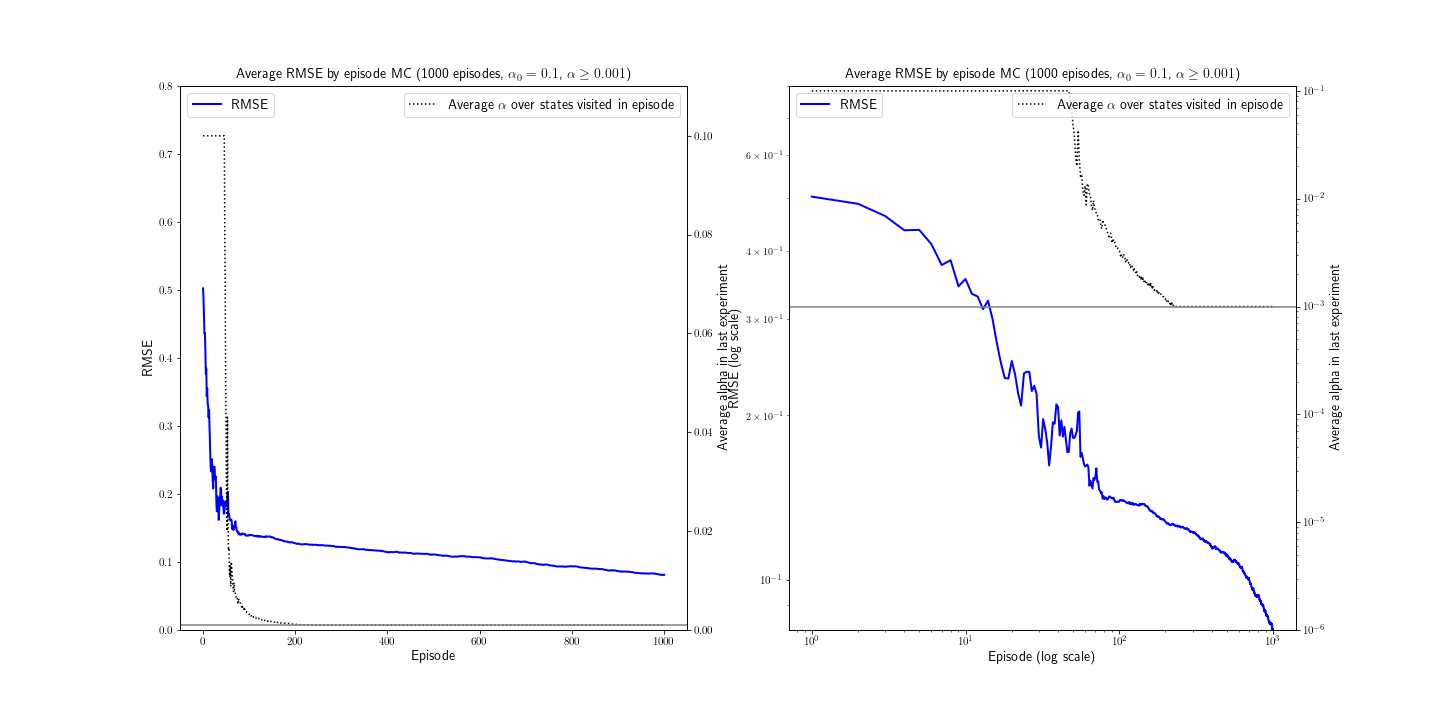 Average RMSE by episode MC (1000 episodes, α₀ = 0.1, α ≥ 0.001)
RMSE
Average α over states visited in episode
0.8
0.7
0.6
0.5
0.4
0.3
0.2
0.1
0.0
RMSE
0.10
0.08
0.06
0.04
0.02
0.00
Average alpha in last experiment
0
200
400
600
800
1000
Episode
Average RMSE by episode MC (1000 episodes, α₀ = 0.1, α ≥ 0.001)
RMSE
Average α over states visited in episode
6 × 10⁻¹
4 × 10⁻¹
3 × 10⁻¹
2 × 10⁻¹
10⁻¹
RMSE (log scale)
10⁻¹
10⁻²
10⁻³
10⁻⁴
10⁻⁵
10⁻⁶
Average alpha in last experiment
10⁰
10¹
10²
10³
Episode (log scale)